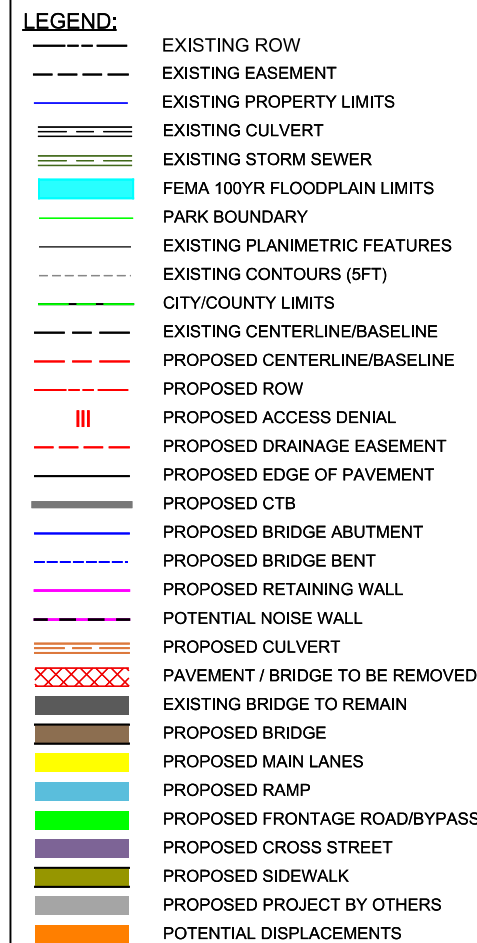 LEGEND:
EXISTING ROW
EXISTING EASEMENT
EXISTING PROPERTY LIMITS
EXISTING CULVERT
EXISTING STORM SEWER
FEMA 100YR FLOODPLAIN LIMITS
PARK BOUNDARY
EXISTING PLANIMETRIC FEATURES
EXISTING CONTOURS (5FT)
CITY/COUNTY LIMITS
EXISTING CENTERLINE/BASELINE
PROPOSED CENTERLINE/BASELINE
PROPOSED ROW
PROPOSED ACCESS DENIAL
PROPOSED DRAINAGE EASEMENT
PROPOSED EDGE OF PAVEMENT
PROPOSED CTB
PROPOSED BRIDGE ABUTMENT
PROPOSED BRIDGE BENT
PROPOSED RETAINING WALL
POTENTIAL NOISE WALL
PROPOSED CULVERT
PAVEMENT / BRIDGE TO BE REMOVED
EXISTING BRIDGE TO REMAIN
PROPOSED BRIDGE
PROPOSED MAIN LANES
PROPOSED RAMP
PROPOSED FRONTAGE ROAD/BYPASS
PROPOSED CROSS STREET
PROPOSED SIDEWALK
PROPOSED PROJECT BY OTHERS
POTENTIAL DISPLACEMENTS